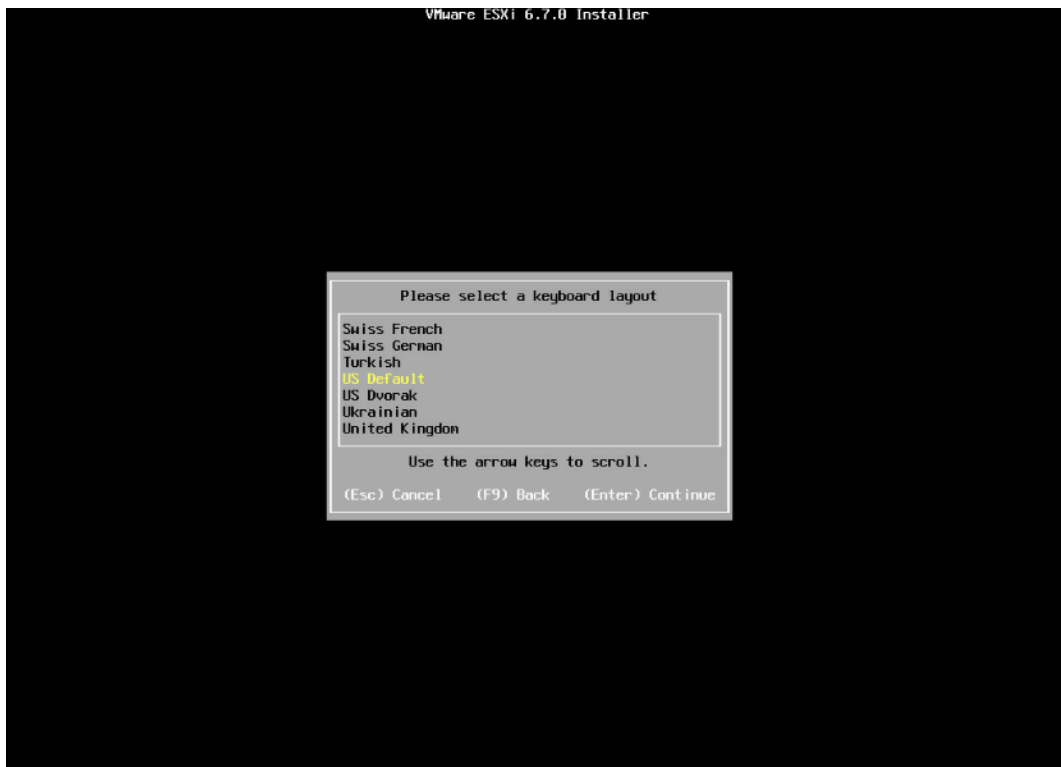 VMware ESXi 6.7.0 Installer
Please select a keyboard layout
Swiss French
Swiss German
Turkish
US Default
US Dvorak
Ukrainian
United Kingdom
Use the arrow keys to scroll.
(Esc) Cancel (F9) Back (Enter) Continue